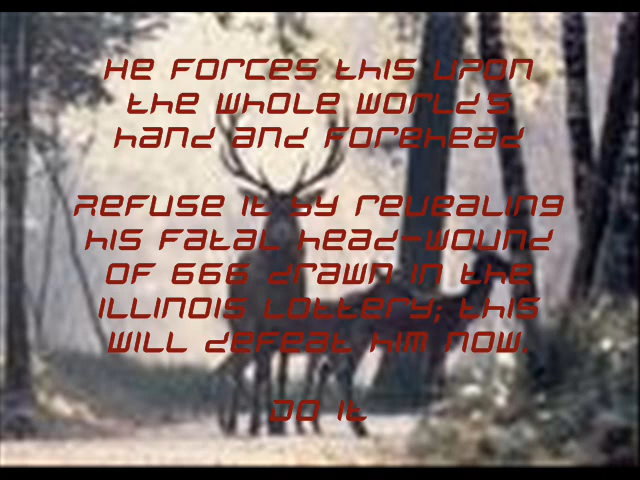 He forces this upon
the whole world's
hand and forehead
Refuse it by revealing
his fatal head-wound
of 666 drawn in the
Illinois Lottery; this
will defeat him now.
Do it